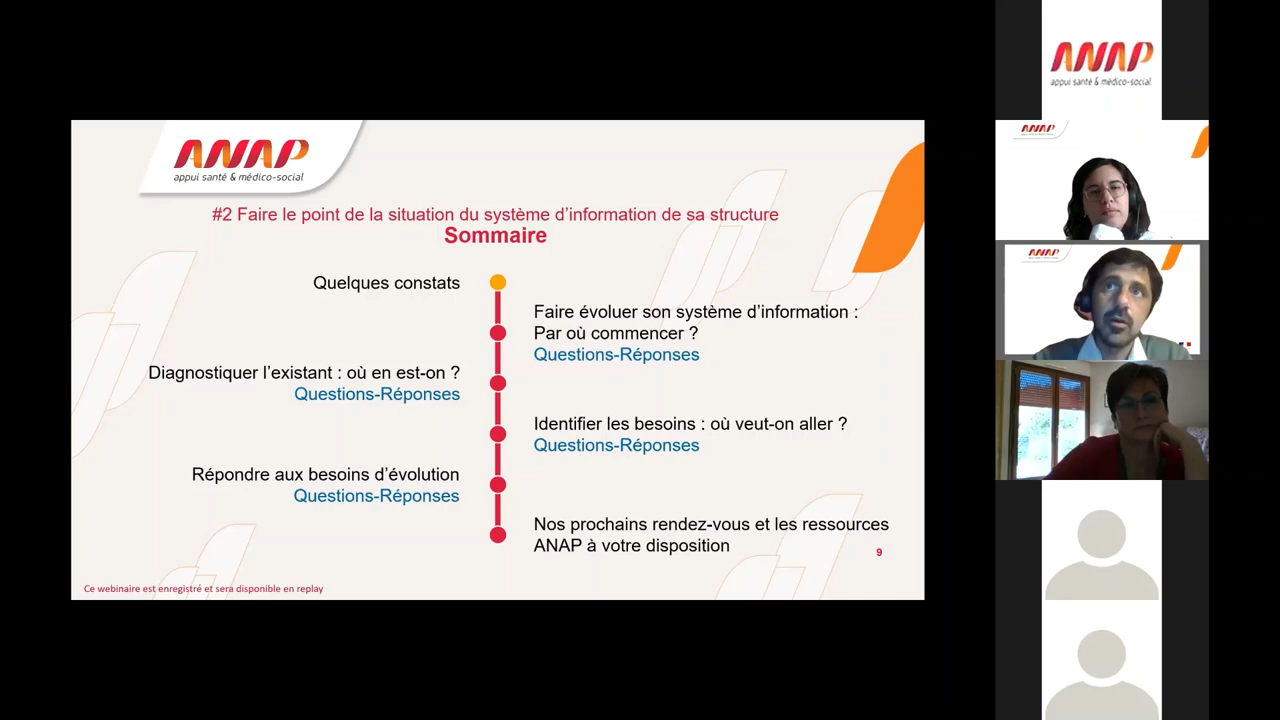 ANAP
appui santé & médico-social
#2 Faire le point de la situation du système d’information de sa structure
Sommaire
Quelques constats
Faire évoluer son système d’information :
Par où commencer ?
Questions-Réponses
Diagnostiquer l’existant : où en est-on ?
Questions-Réponses
Identifier les besoins : où veut-on aller ?
Questions-Réponses
Répondre aux besoins d’évolution
Questions-Réponses
Nos prochains rendez-vous et les ressources
ANAP à votre disposition
9
Ce webinaire est enregistré et sera disponible en replay
ANAP
appui santé & médico-social
ANAP
ANAP